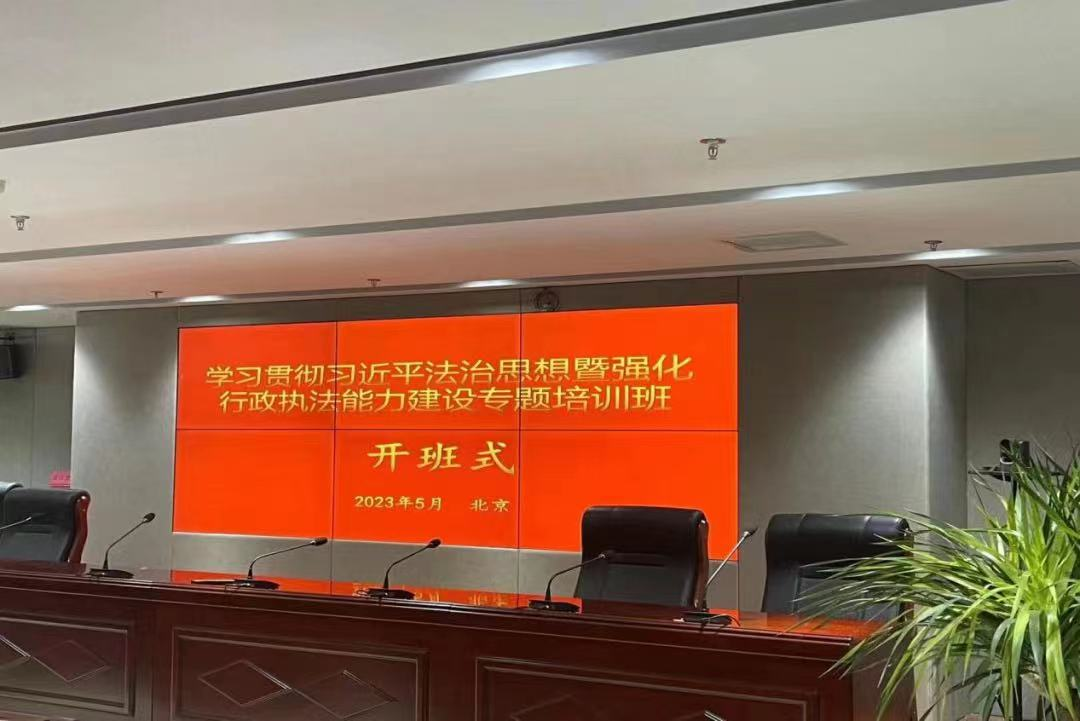 学习贯彻习近平法治思想暨强化
行政执法能力建设专题培训班
开班式
2023年5月 北京